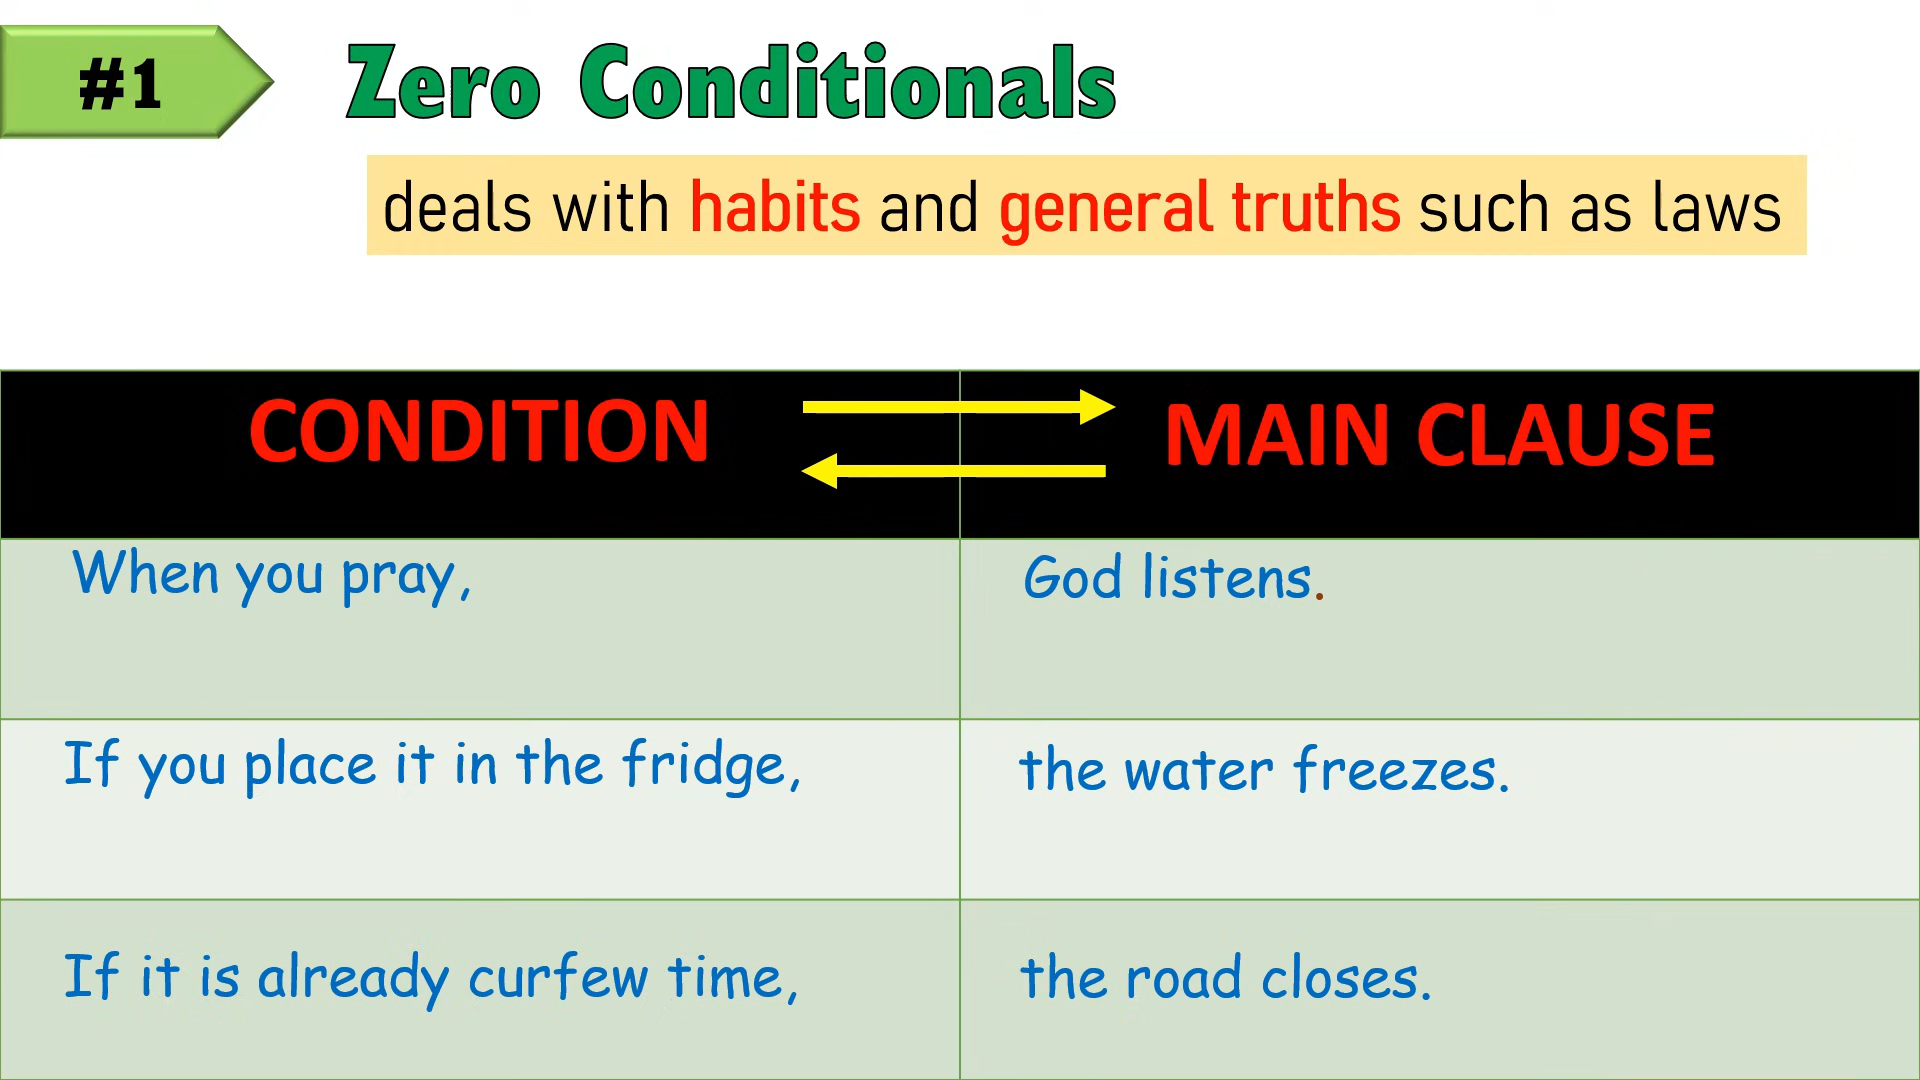 #1
Zero Conditionals
deals with habits and general truths such as laws
CONDITION
MAIN CLAUSE
When you pray,
God listens.
If you place it in the fridge,
the water freezes.
If it is already curfew time,
the road closes.